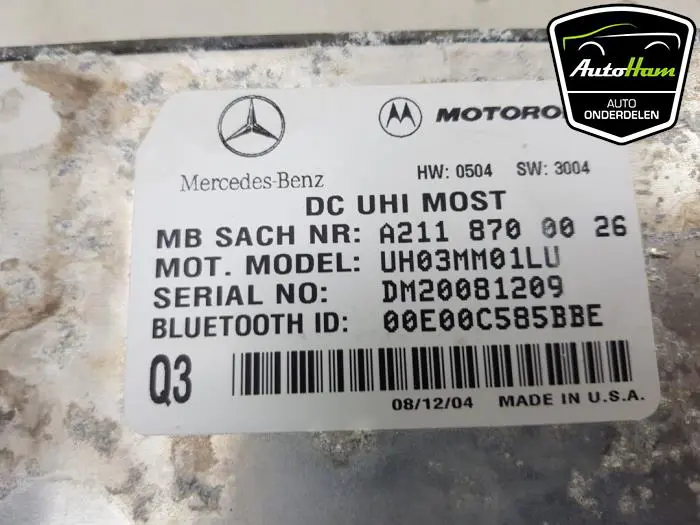 AutoHam
AUTO
ONDERDELEN
Mercedes-Benz
MOTORO
HW: 0504 SW: 3004
DC UHI MOST
MB SACH NR: A211 870 00 26
MOT. MODEL: UH03MM01LU
SERIAL NO: DM20081209
BLUETOOTH ID: 00E00C585BBE
Q3
08/12/04 MADE IN U.S.A.